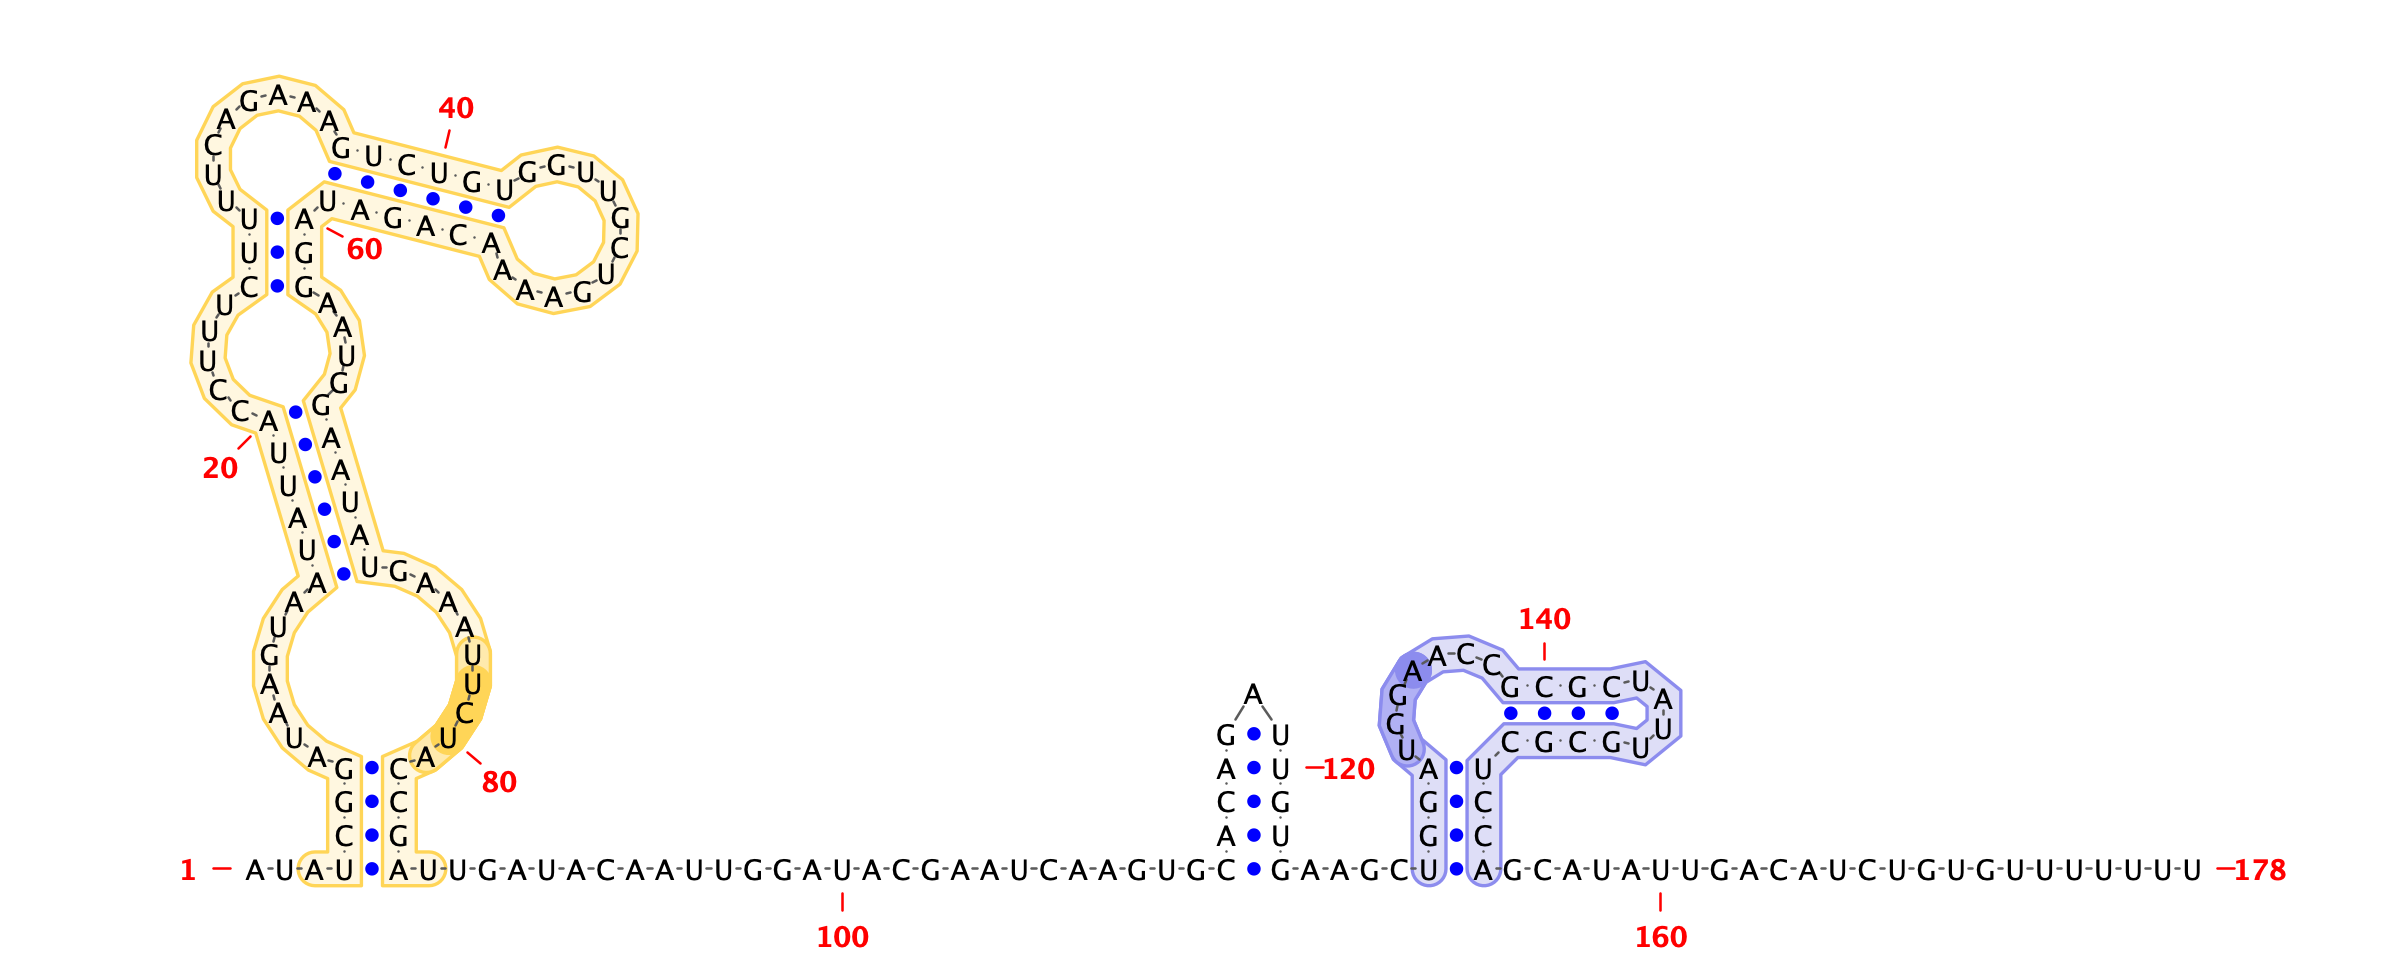 1
A-U-A-U
C
G
G-A-U-A-A-G-U-A-A
U
A
U
U
A-C-C-U-U-U-C
U
U-U-U-C-A-G-A-A-A-G
U
C
U
G
U-G-G-U-U-G-C-U-G-A-A-A-A
C
A
G
A
U-A
G
G-A-A-U-G-G
A
A
U
A
U-G-A-A-A-U-U-C-U-A-C
C
G
A-U-U-G-A-U-A-C-A-A-U-U-G-G-A-U-A-C-G-A-A-U-C-A-A-G-U-G-C
A
C
A
G
A
U
U
G
U
G-A-A-G-C-U
G
G
A-U-G-G-A-A-C-C-G
C
G
C-U-A-U-U-G
C
G
C-U
C
C
A-G-C-A-U-A-U-U-G-A-C-A-U-C-U-G-U-G-U-U-U-U-U-U-U
178
20
40
60
80
100
120
140
160